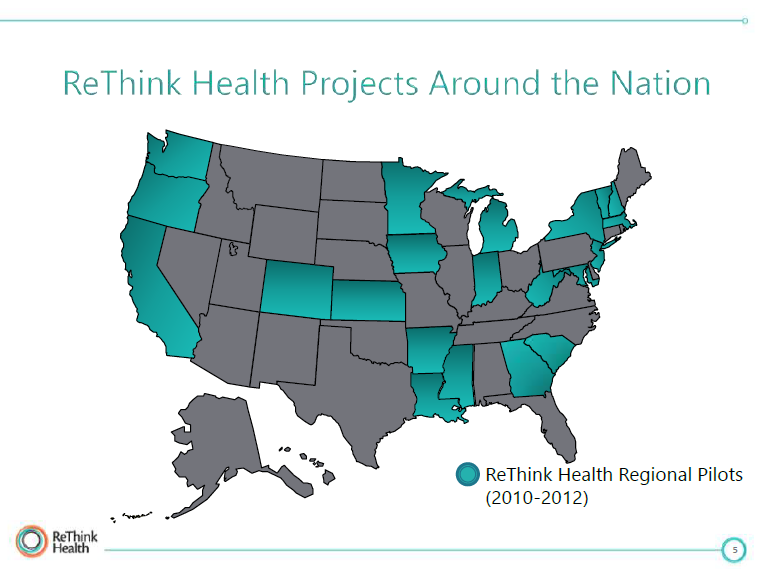 ReThink Health Projects Around the Nation
ReThink Health Regional Pilots
(2010-2012)
ReThink
Health
5